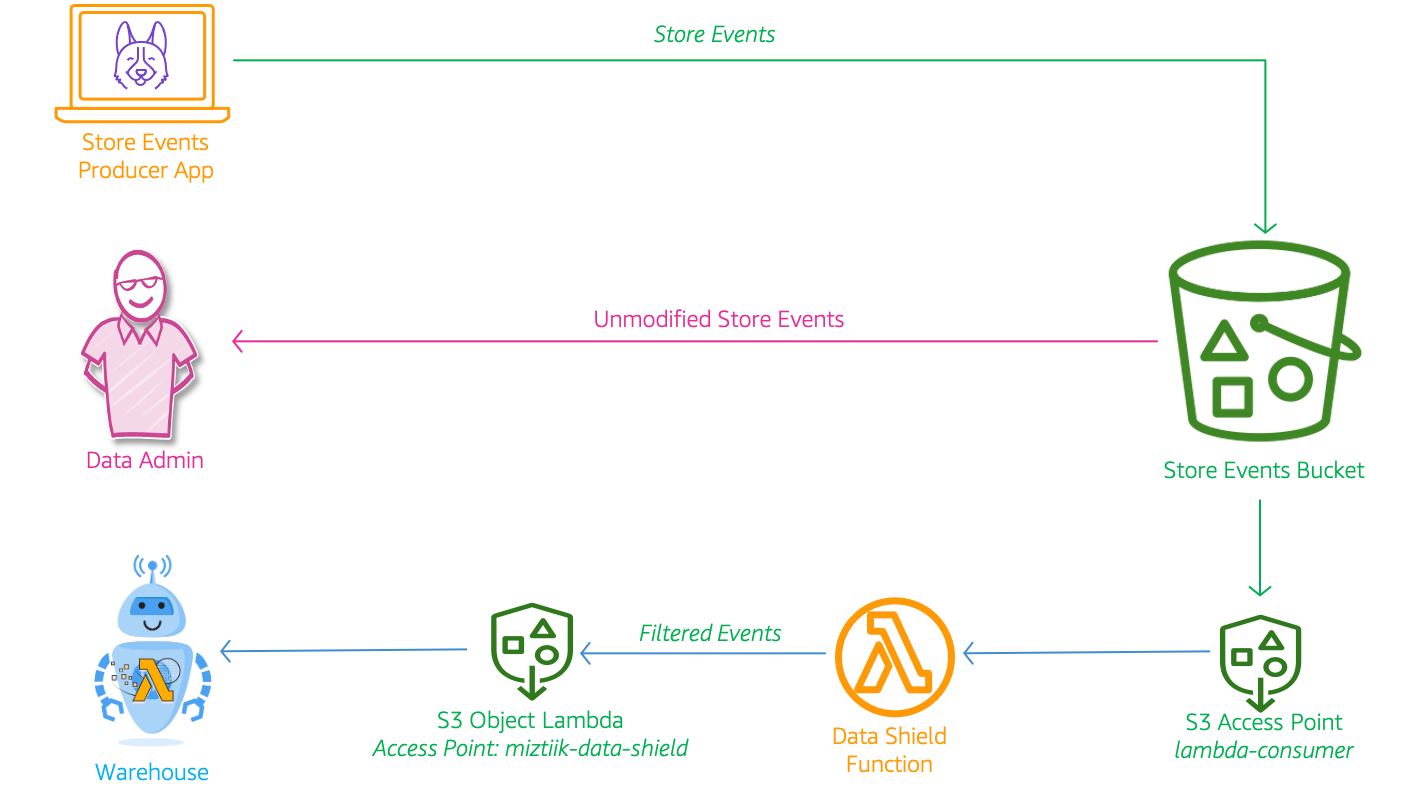 Store Events
Store Events
Producer App
Unmodified Store Events
Data Admin
Store Events Bucket
Filtered Events
S3 Object Lambda
Access Point: miztiik-data-shield
Data Shield
Function
S3 Access Point
lambda-consumer
Warehouse